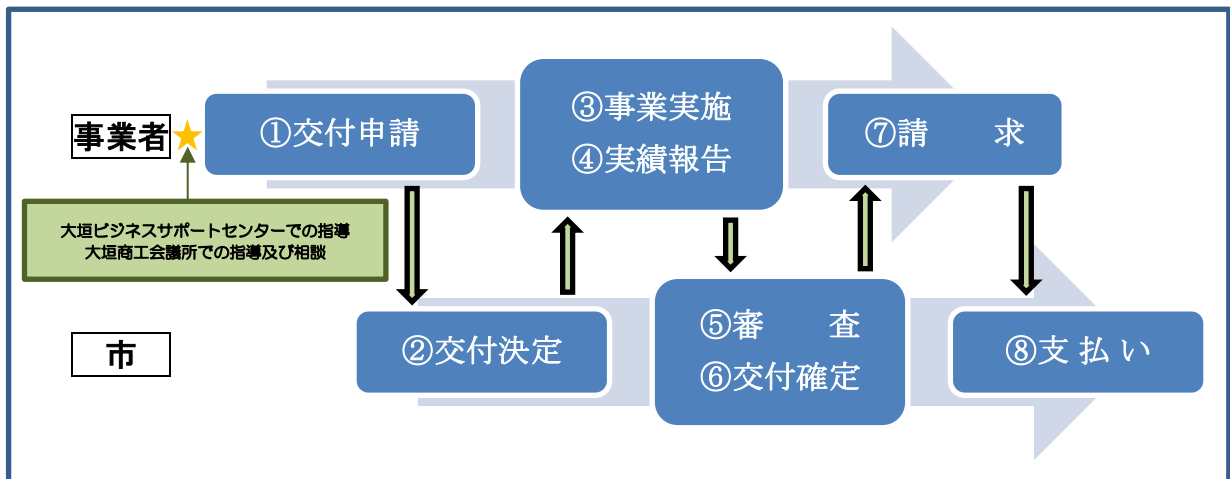 事業者
①交付申請
③事業実施
④実績報告
⑦請　　求
大垣ビジネスサポートセンターでの指導
大垣商工会議所での指導及び相談
市
②交付決定
⑤審　　査
⑥交付確定
⑧支 払 い